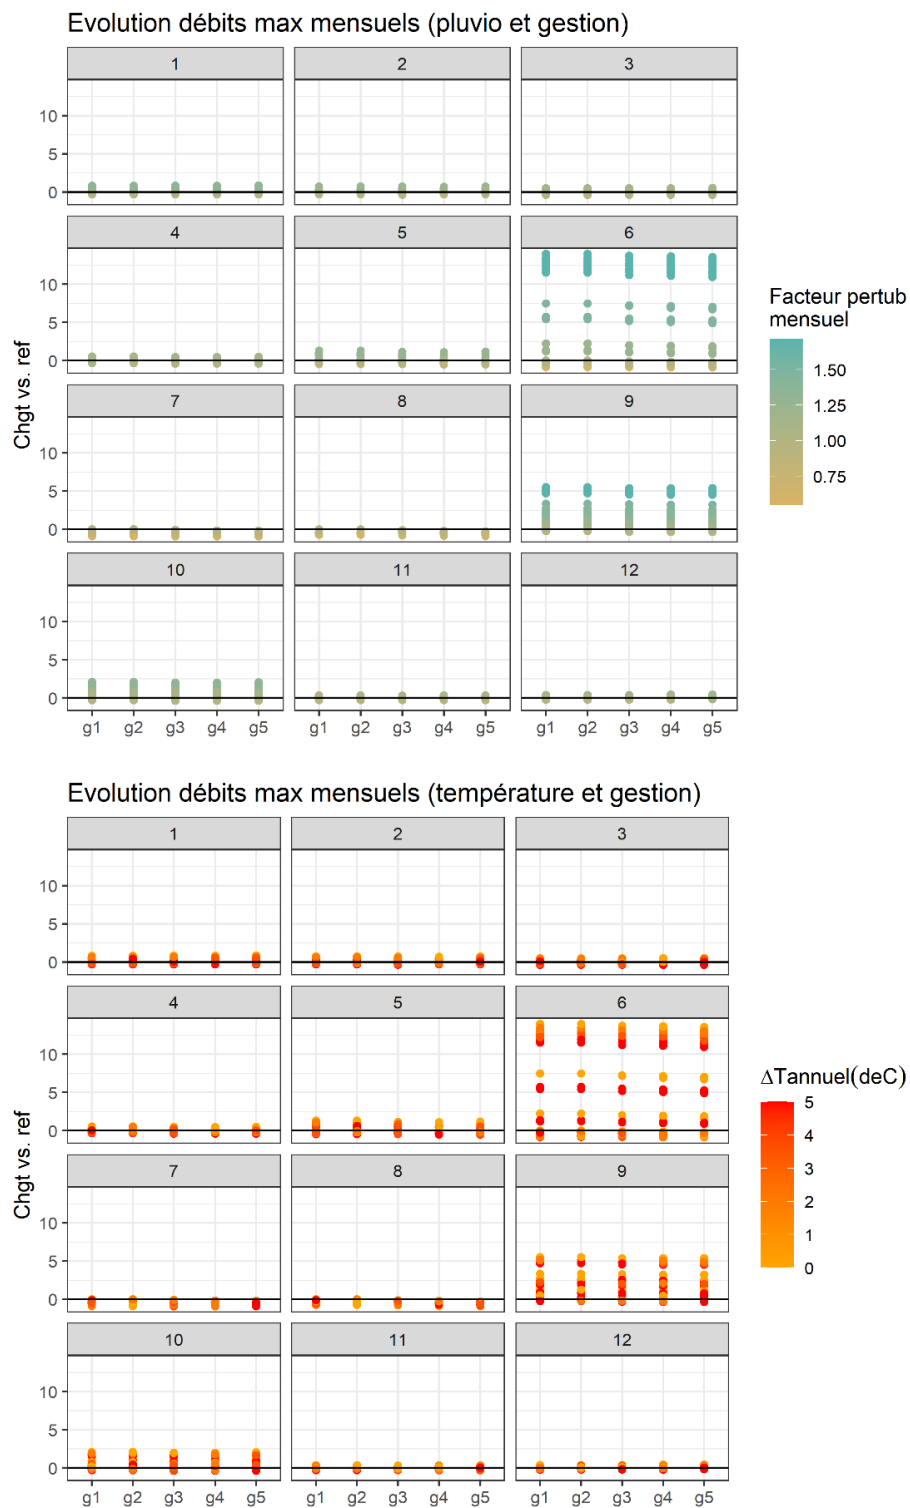 Evolution débits max mensuels (pluvio et gestion)
1 2 3
10
5
0
4 5 6
10
5
0
Chgt vs. ref
7 8 9
10
5
0
10 11 12
10
5
0
g1 g2 g3 g4 g5 g1 g2 g3 g4 g5 g1 g2 g3 g4 g5
Facteur pertub
mensuel
1.50
1.25
1.00
0.75
Evolution débits max mensuels (température et gestion)
1 2 3
10
5
0
4 5 6
10
5
0
Chgt vs. ref
7 8 9
10
5
0
10 11 12
10
5
0
g1 g2 g3 g4 g5 g1 g2 g3 g4 g5 g1 g2 g3 g4 g5
ΔTannuel(deC)
5
4
3
2
1
0